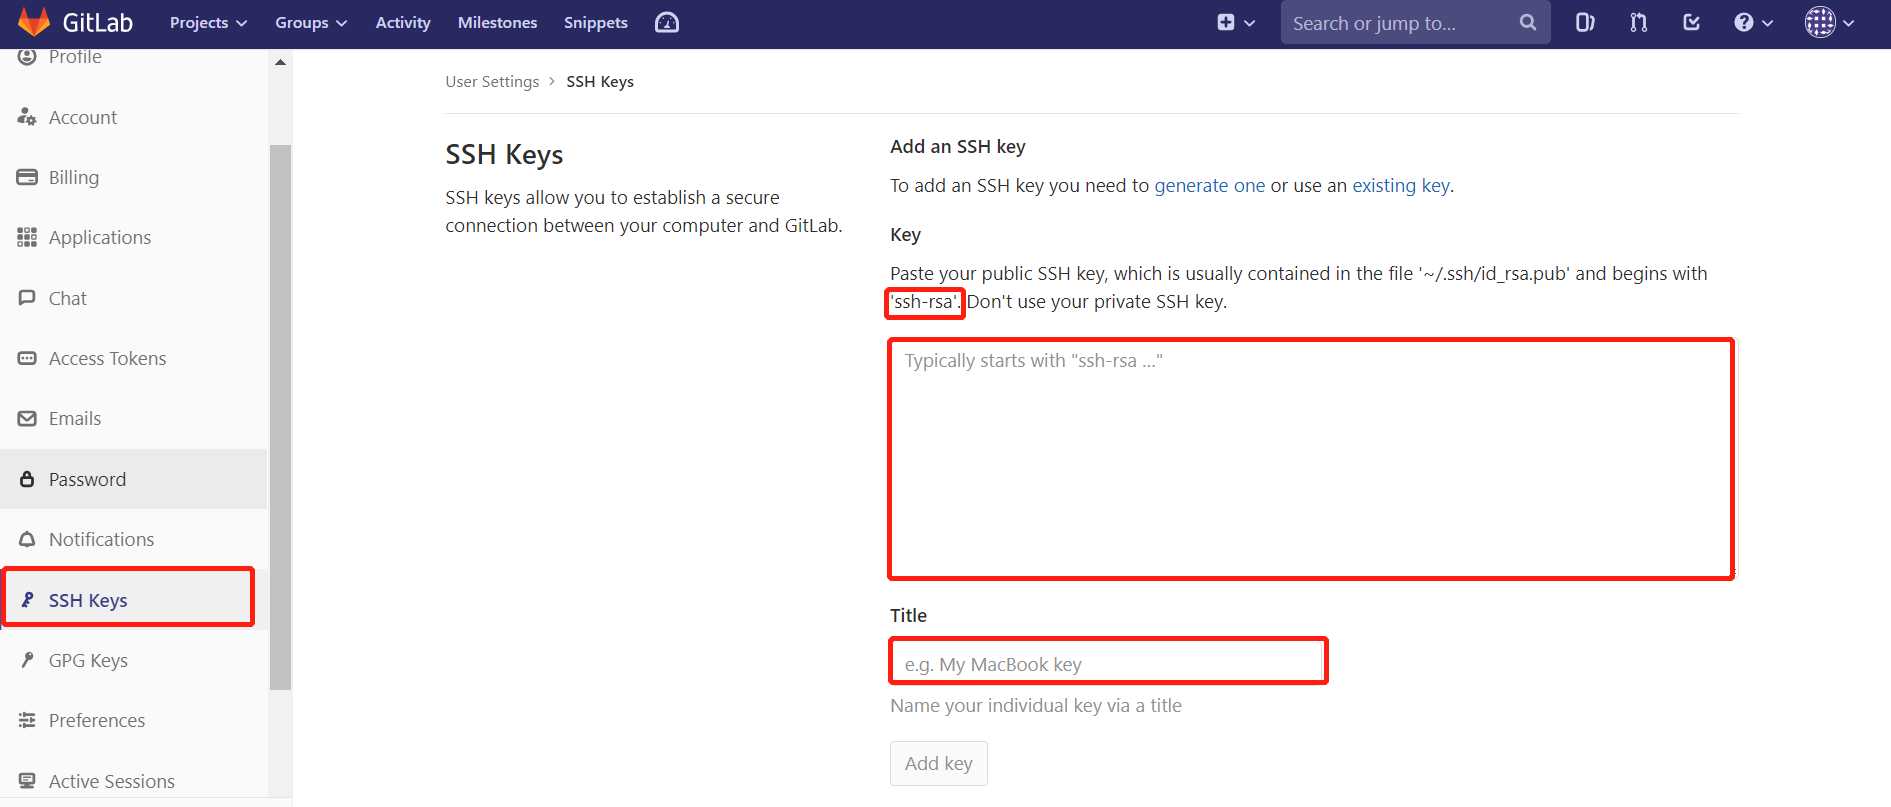 GitLab Projects Groups Activity Milestones Snippets Search or jump to...
Profile
Account
Billing
Applications
Chat
Access Tokens
Emails
Password
Notifications
SSH Keys
GPG Keys
Preferences
Active Sessions
User Settings > SSH Keys
SSH Keys
SSH keys allow you to establish a secure
connection between your computer and GitLab.
Add an SSH key
To add an SSH key you need to generate one or use an existing key.
Key
Paste your public SSH key, which is usually contained in the file '~/.ssh/id_rsa.pub' and begins with
'ssh-rsa'. Don't use your private SSH key.
Typically starts with "ssh-rsa ..."
Title
e.g. My MacBook key
Name your individual key via a title
Add key